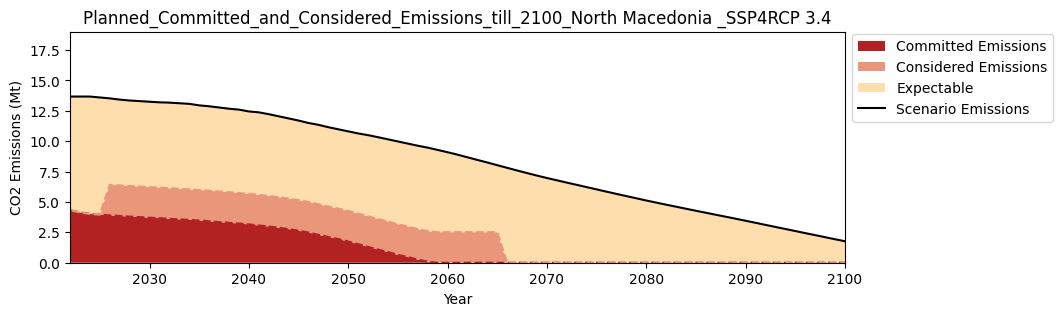 Planned_Committed_and_Considered_Emissions_till_2100_North Macedonia _SSP4RCP 3.4
17.5
15.0
12.5
10.0
7.5
5.0
2.5
0.0
CO2 Emissions (Mt)
2030
2040
2050
2060
2070
2080
2090
2100
Year
Committed Emissions
Considered Emissions
Expectable
Scenario Emissions